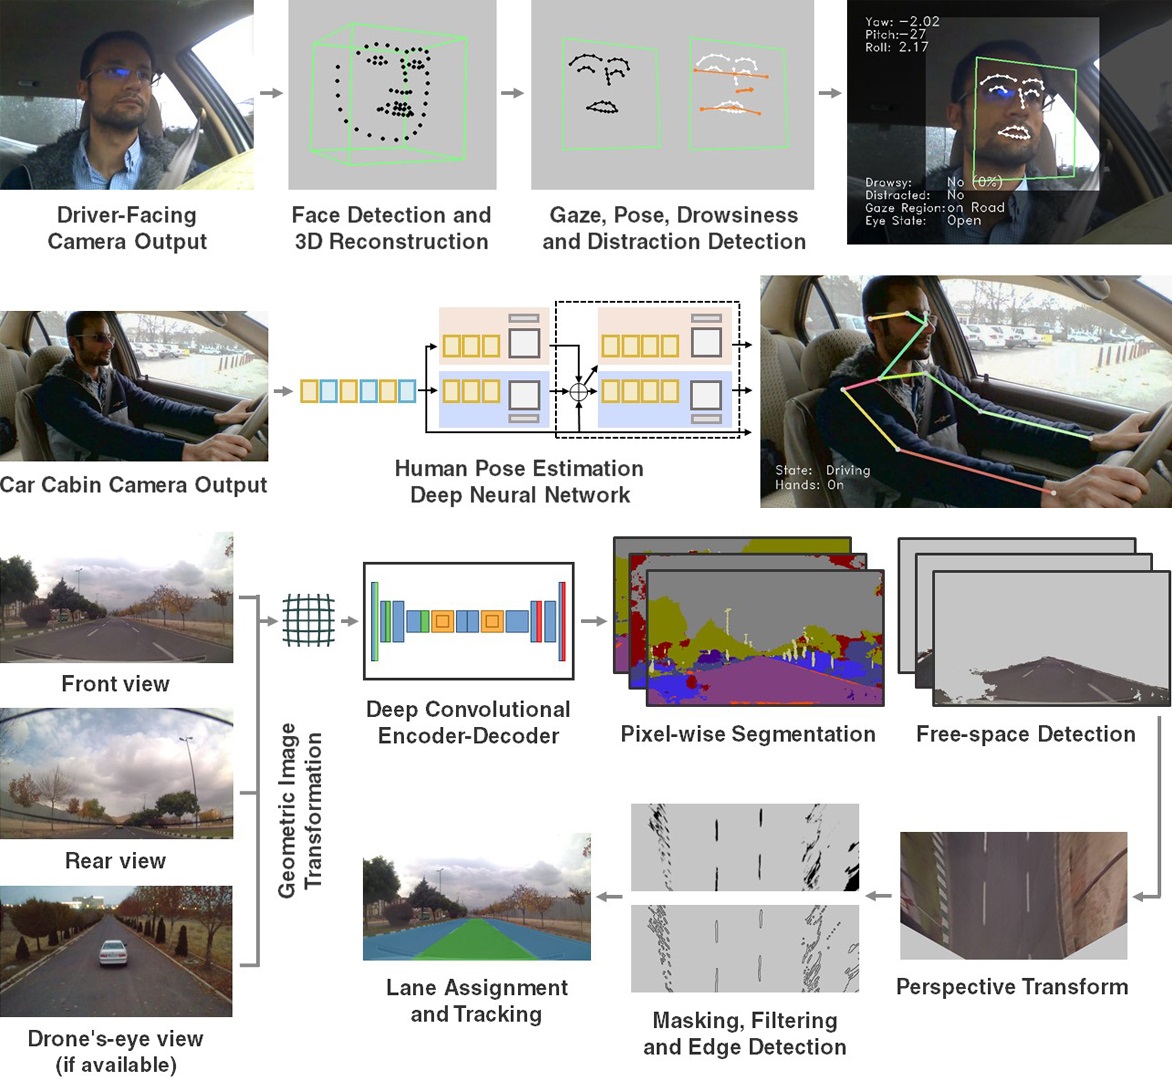 Yaw: -2.02
Pitch:-27
Roll: 2.17
Drowsy: No (0%)
Distracted: No
Gaze Region:on Road
Eye State: Open
Driver-Facing
Camera Output
Face Detection and
3D Reconstruction
Gaze, Pose, Drowsiness
and Distraction Detection
State: Driving
Hands: On
Car Cabin Camera Output
Human Pose Estimation
Deep Neural Network
Front view
Rear view
Drone's-eye view
(if available)
Geometric Image
Transformation
Deep Convolutional
Encoder-Decoder
Pixel-wise Segmentation
Free-space Detection
Perspective Transform
Masking, Filtering
and Edge Detection
Lane Assignment
and Tracking